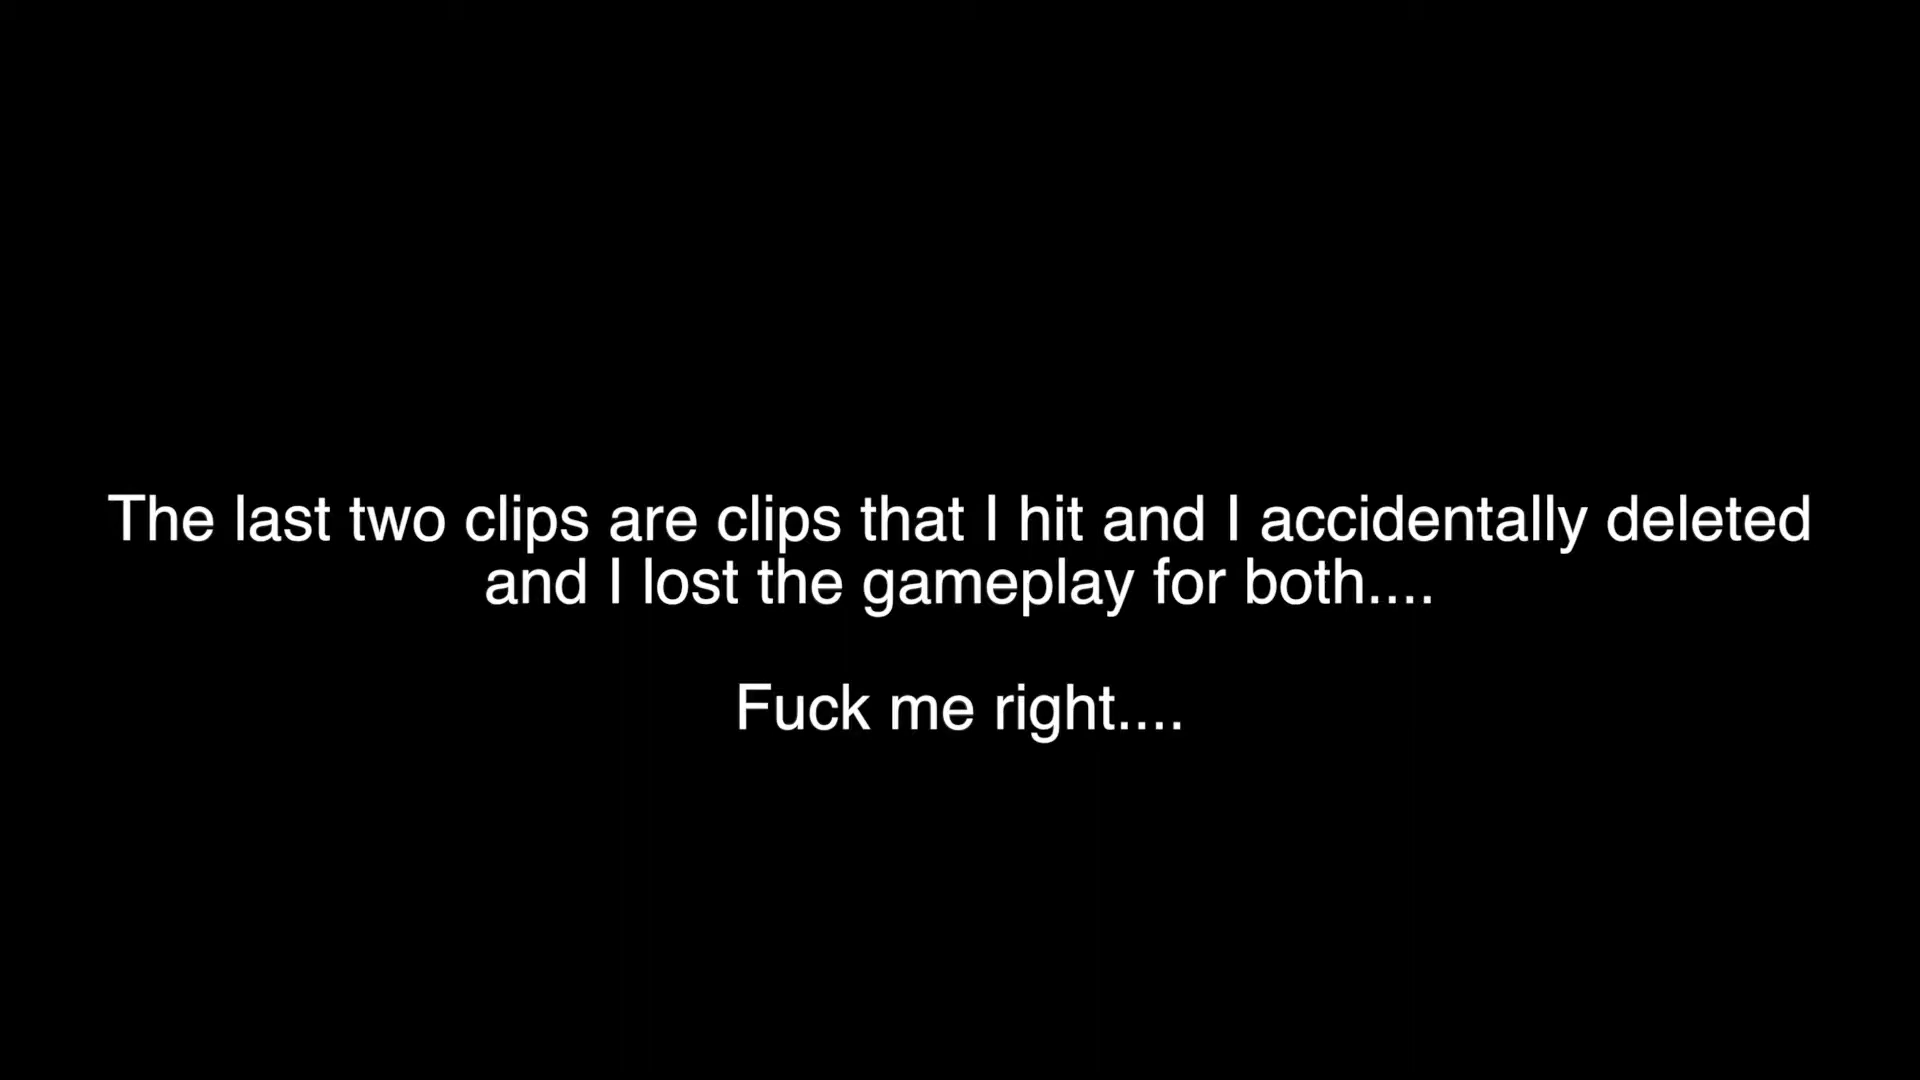 The last two clips are clips that I hit and I accidentally deleted
and I lost the gameplay for both....
Fuck me right....